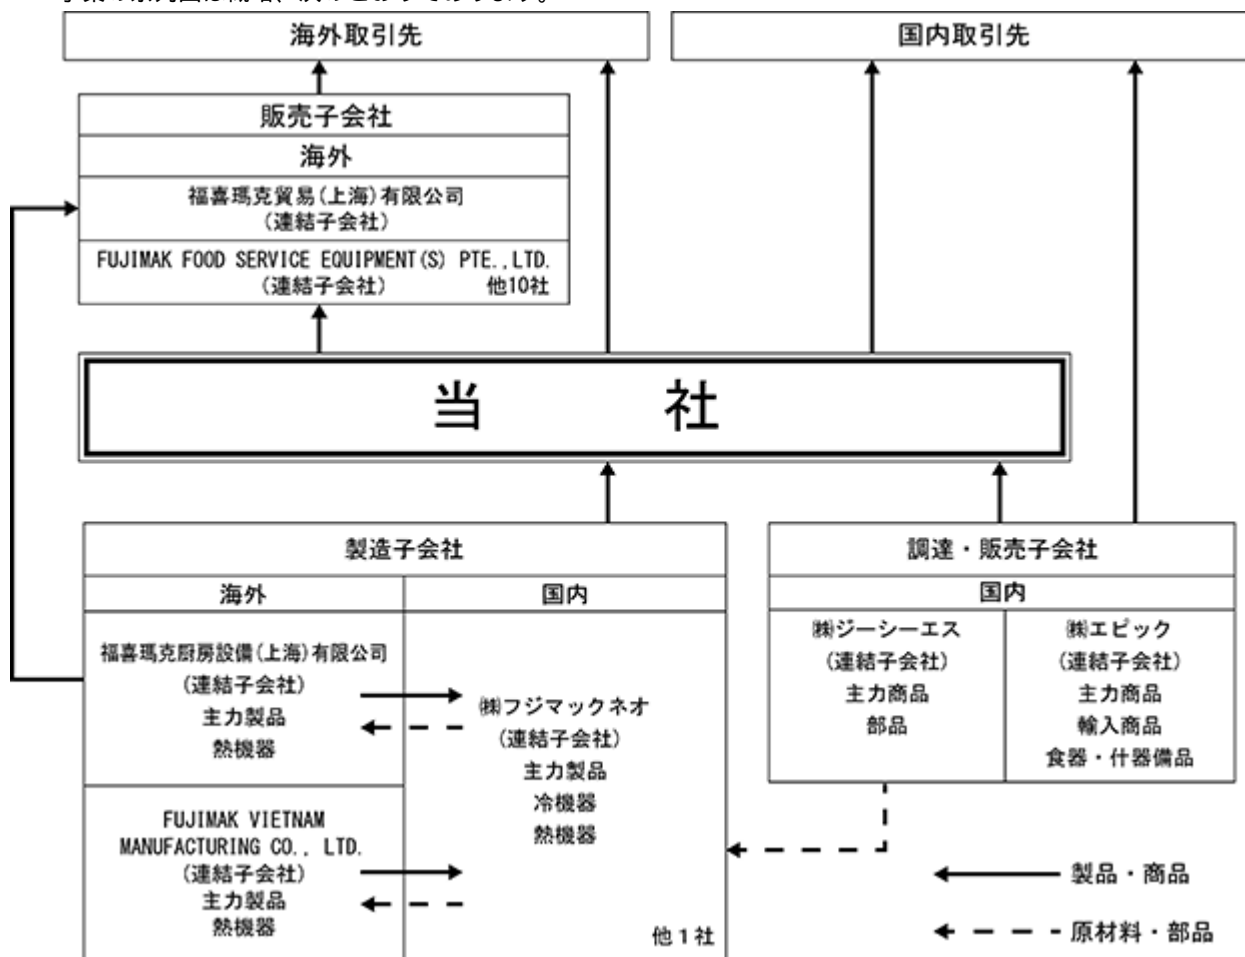 海外取引先
国内取引先
販売子会社
海外
福喜瑪克貿易(上海)有限公司
(連結子会社)
FUJIMAK FOOD SERVICE EQUIPMENT(S) PTE.,LTD.
(連結子会社) 他10社
当 社
製造子会社
海外
国内
福喜瑪克厨房設備(上海)有限公司
(連結子会社)
主力製品
熱機器
FUJIMAK VIETNAM
MANUFACTURING CO., LTD.
(連結子会社)
主力製品
熱機器
㈱フジマックネオ
(連結子会社)
主力製品
冷機器
熱機器
他1社
調達・販売子会社
国内
㈱ジーシーエス
(連結子会社)
主力商品
部品
㈱エピック
(連結子会社)
主力商品
輸入商品
食器・什器備品
製品・商品
原材料・部品